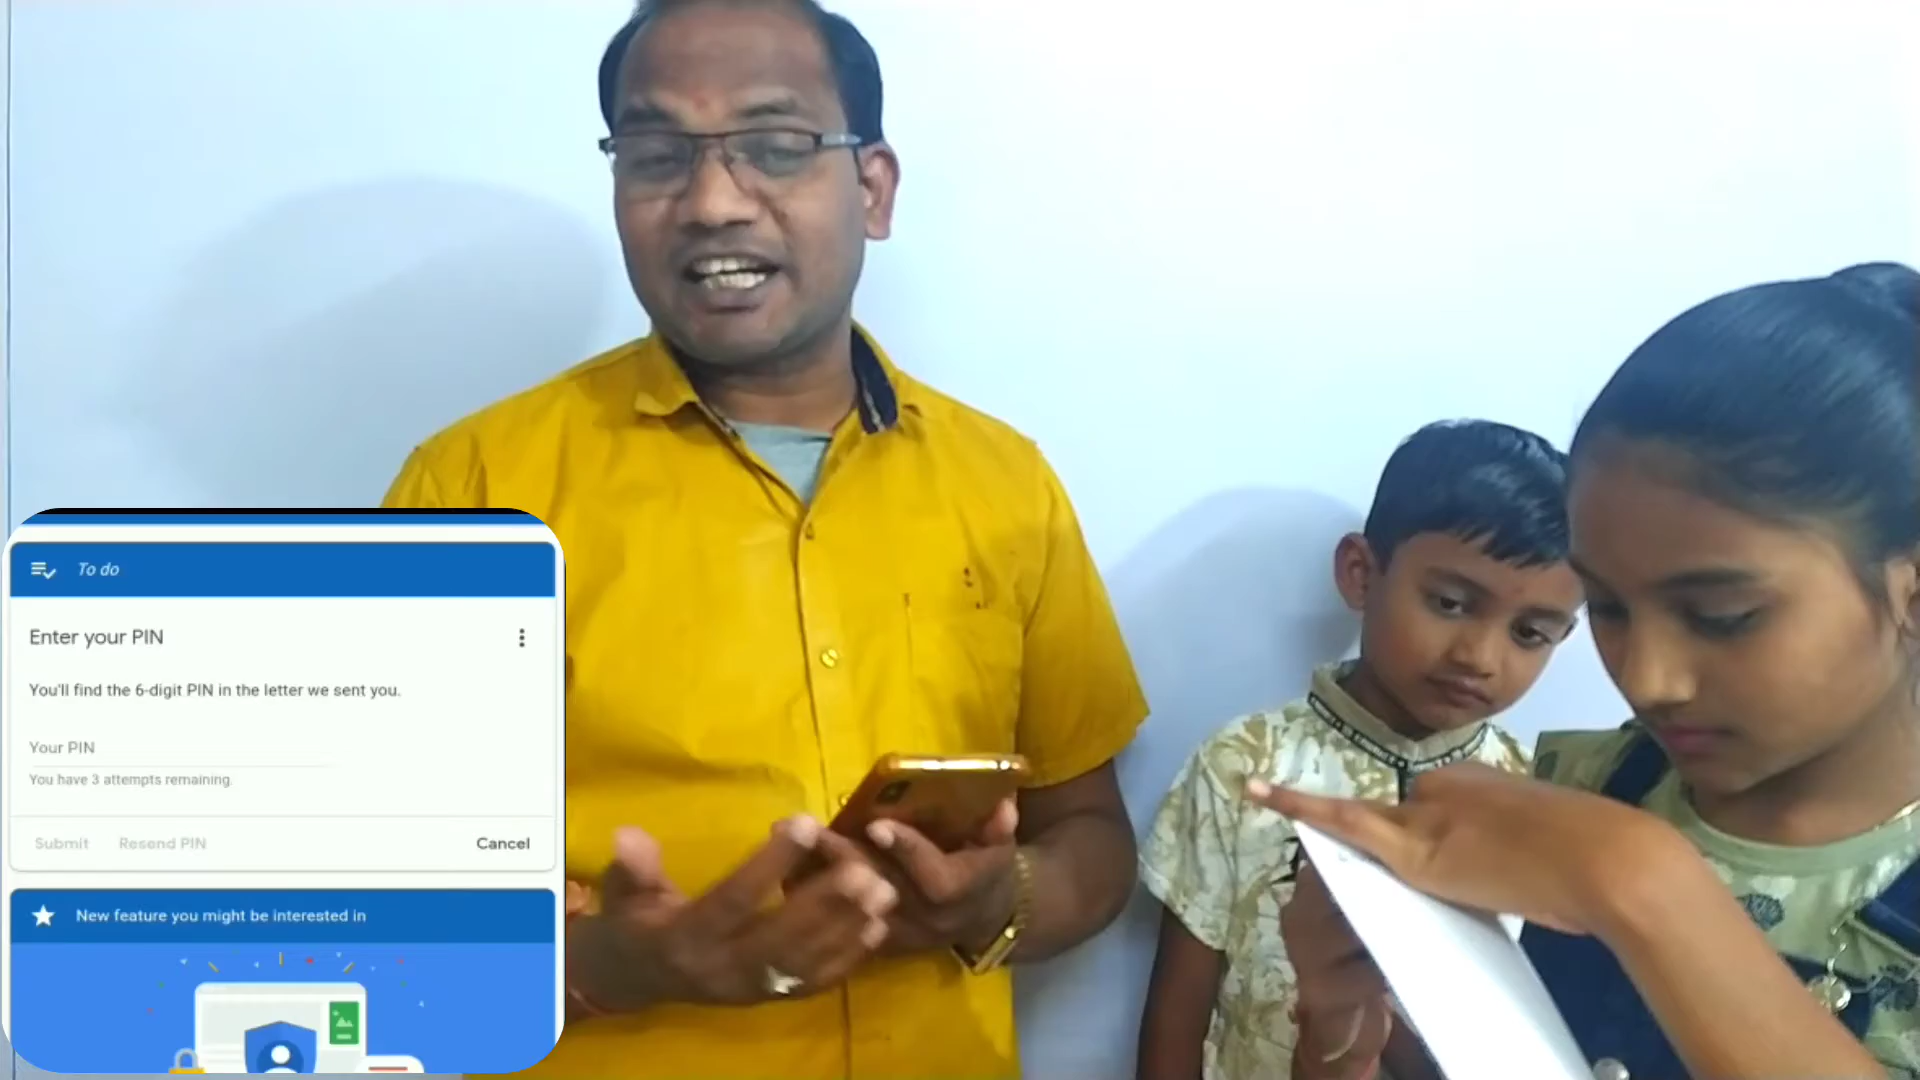 To do
Enter your PIN
You'll find the 6-digit PIN in the letter we sent you.
Your PIN
You have 3 attempts remaining.
Submit Resend PIN Cancel
New feature you might be interested in